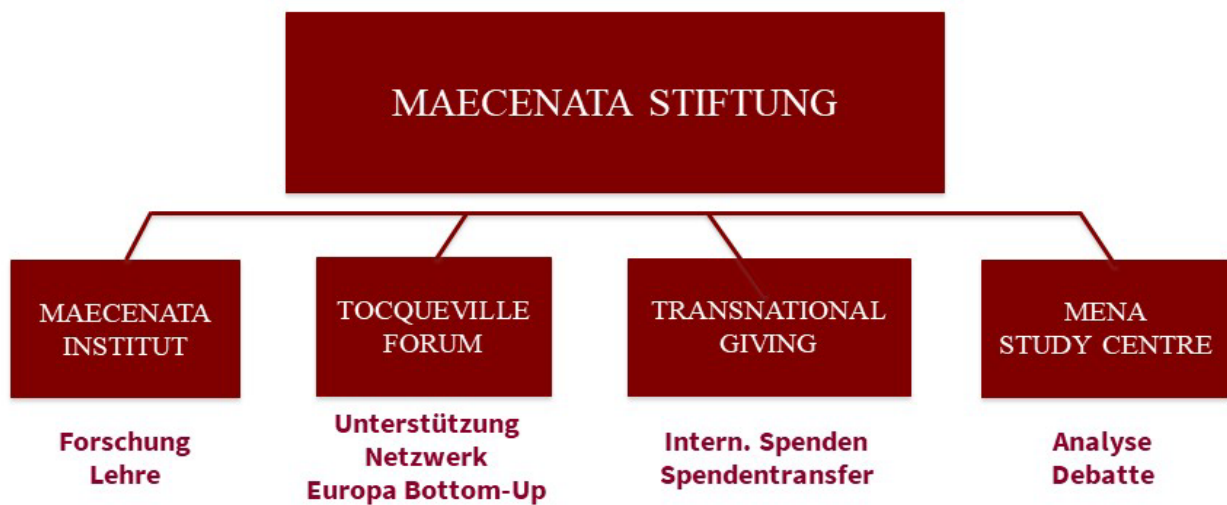 MAECENATA STIFTUNG
MAECENATA
INSTITUT
Forschung
Lehre
TOCQUEVILLE
FORUM
Unterstützung
Netzwerk
Europa Bottom-Up
TRANSNATIONAL
GIVING
Intern. Spenden
Spendentransfer
MENA
STUDY CENTRE
Analyse
Debatte